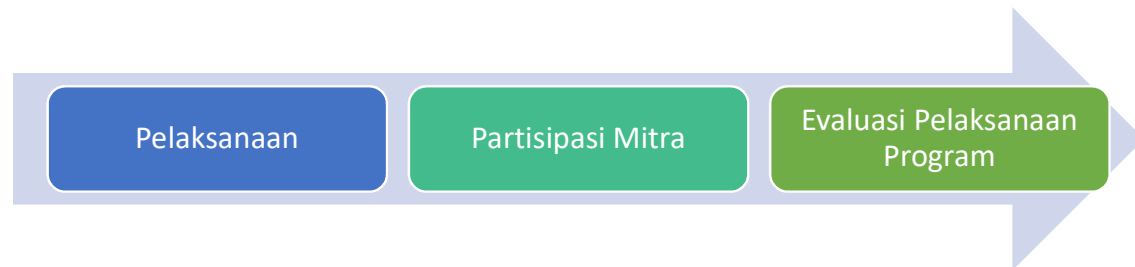 Pelaksanaan
Partisipasi Mitra
Evaluasi Pelaksanaan
Program